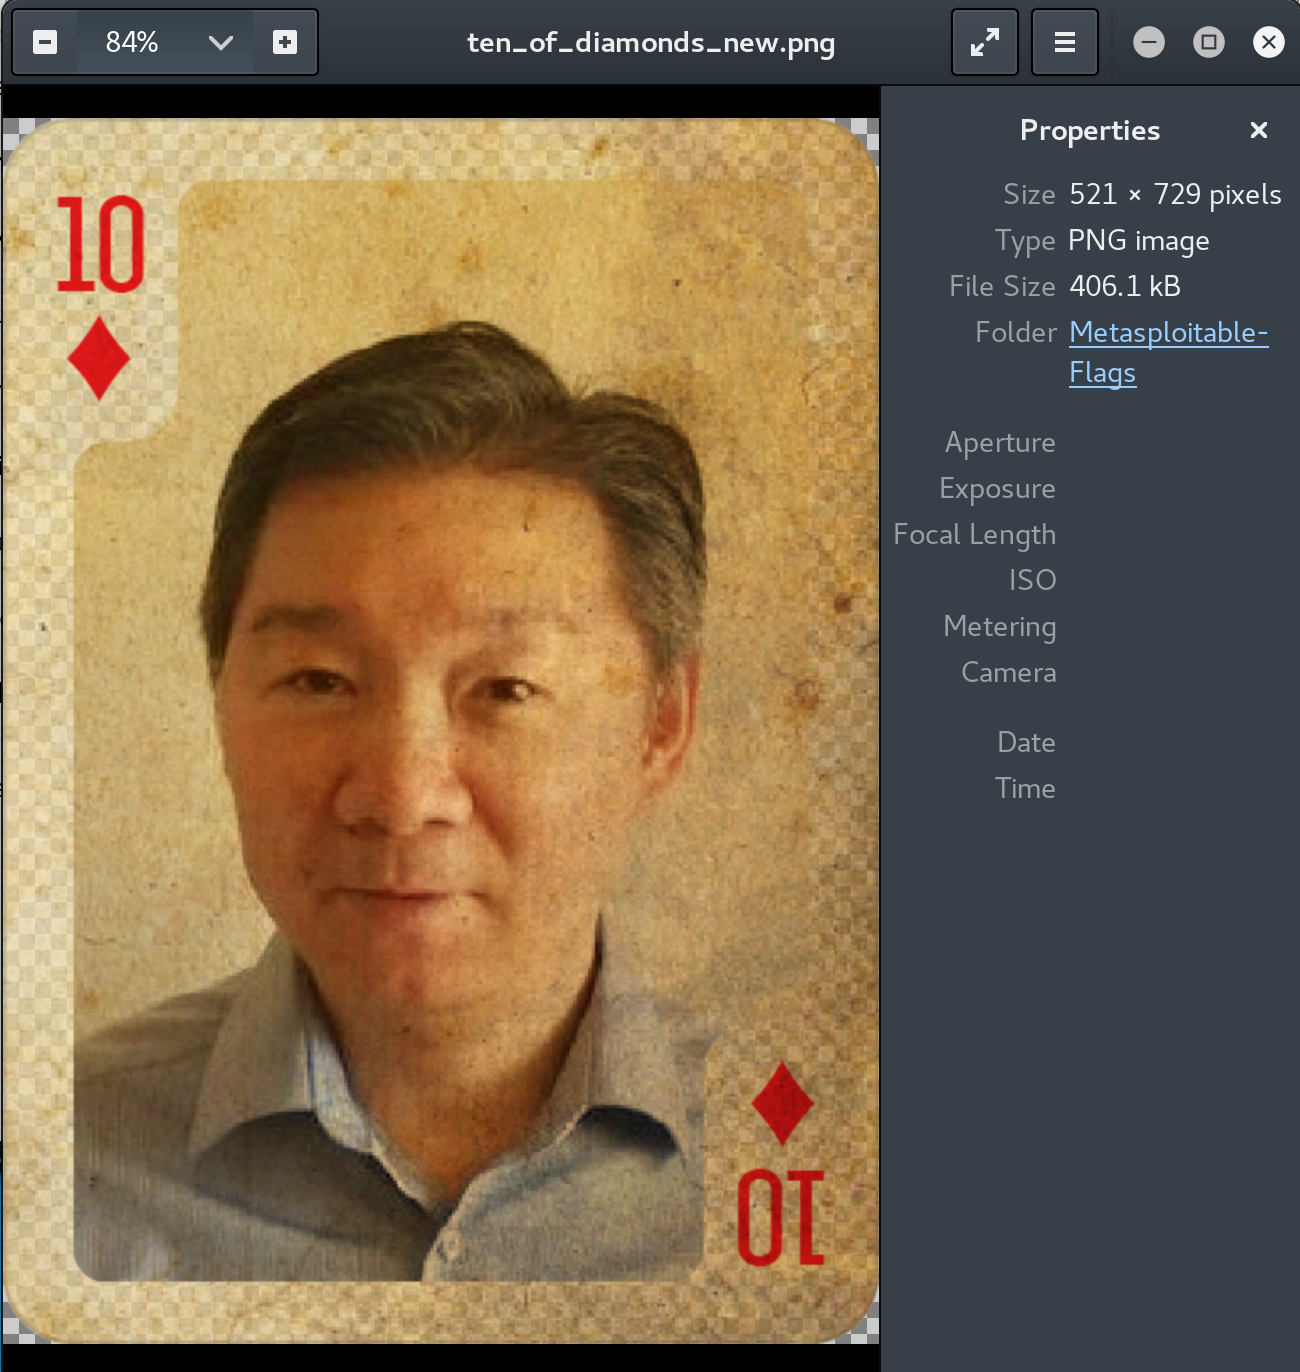 84%
ten_of_diamonds_new.png
Properties
Size 521 × 729 pixels
Type PNG image
File Size 406.1 kB
Folder Metasploitable-
Flags
Aperture
Exposure
Focal Length
ISO
Metering
Camera
Date
Time
10
10